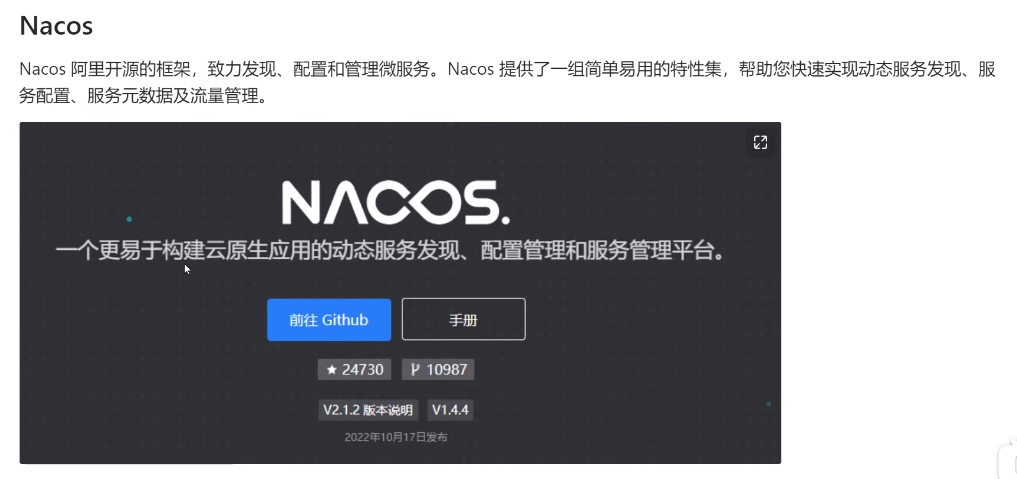 Nacos
Nacos 阿里开源的框架，致力发现、配置和管理微服务。Nacos 提供了一组简单易用的特性集，帮助您快速实现动态服务发现、服
务配置、服务元数据及流量管理。
NACOS.
一个更易于构建云原生应用的动态服务发现、配置管理和服务管理平台。
前往 Github 手册
24730 10987
V2.1.2 版本说明 V1.4.4
2022年10月17日发布